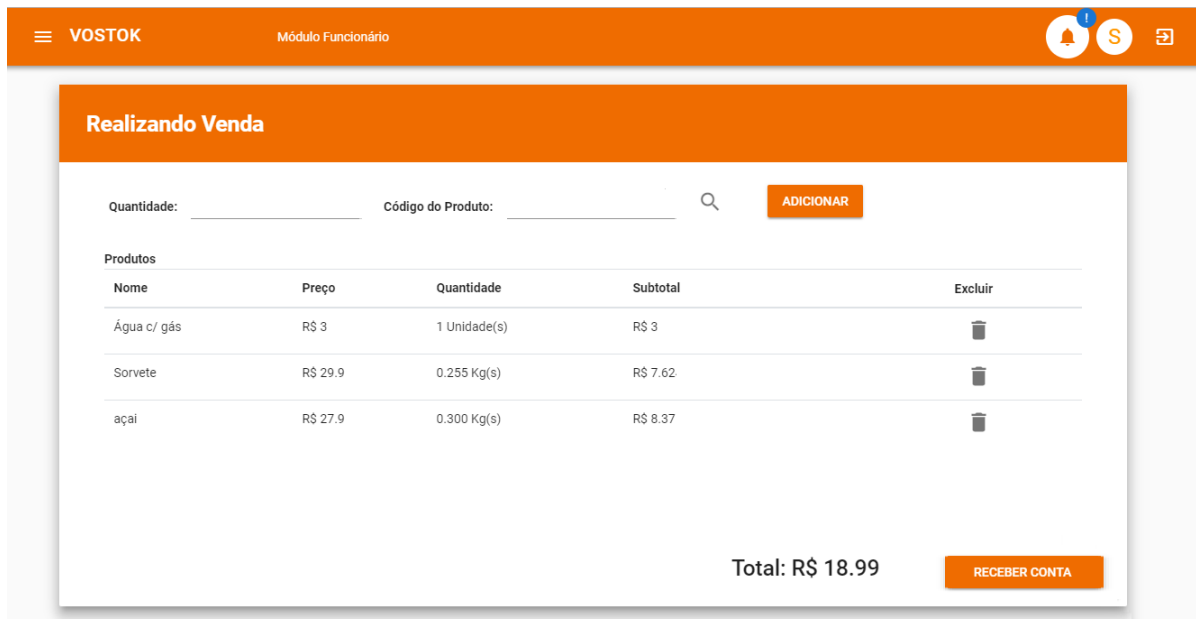 VOSTOK Módulo Funcionário ! S
Realizando Venda
Quantidade: Código do Produto: ADICIONAR
Produtos
Nome Preço Quantidade Subtotal Excluir
Água c/ gás R$ 3 1 Unidade(s) R$ 3
Sorvete R$ 29.9 0.255 Kg(s) R$ 7.62
açai R$ 27.9 0.300 Kg(s) R$ 8.37
Total: R$ 18.99 RECEBER CONTA